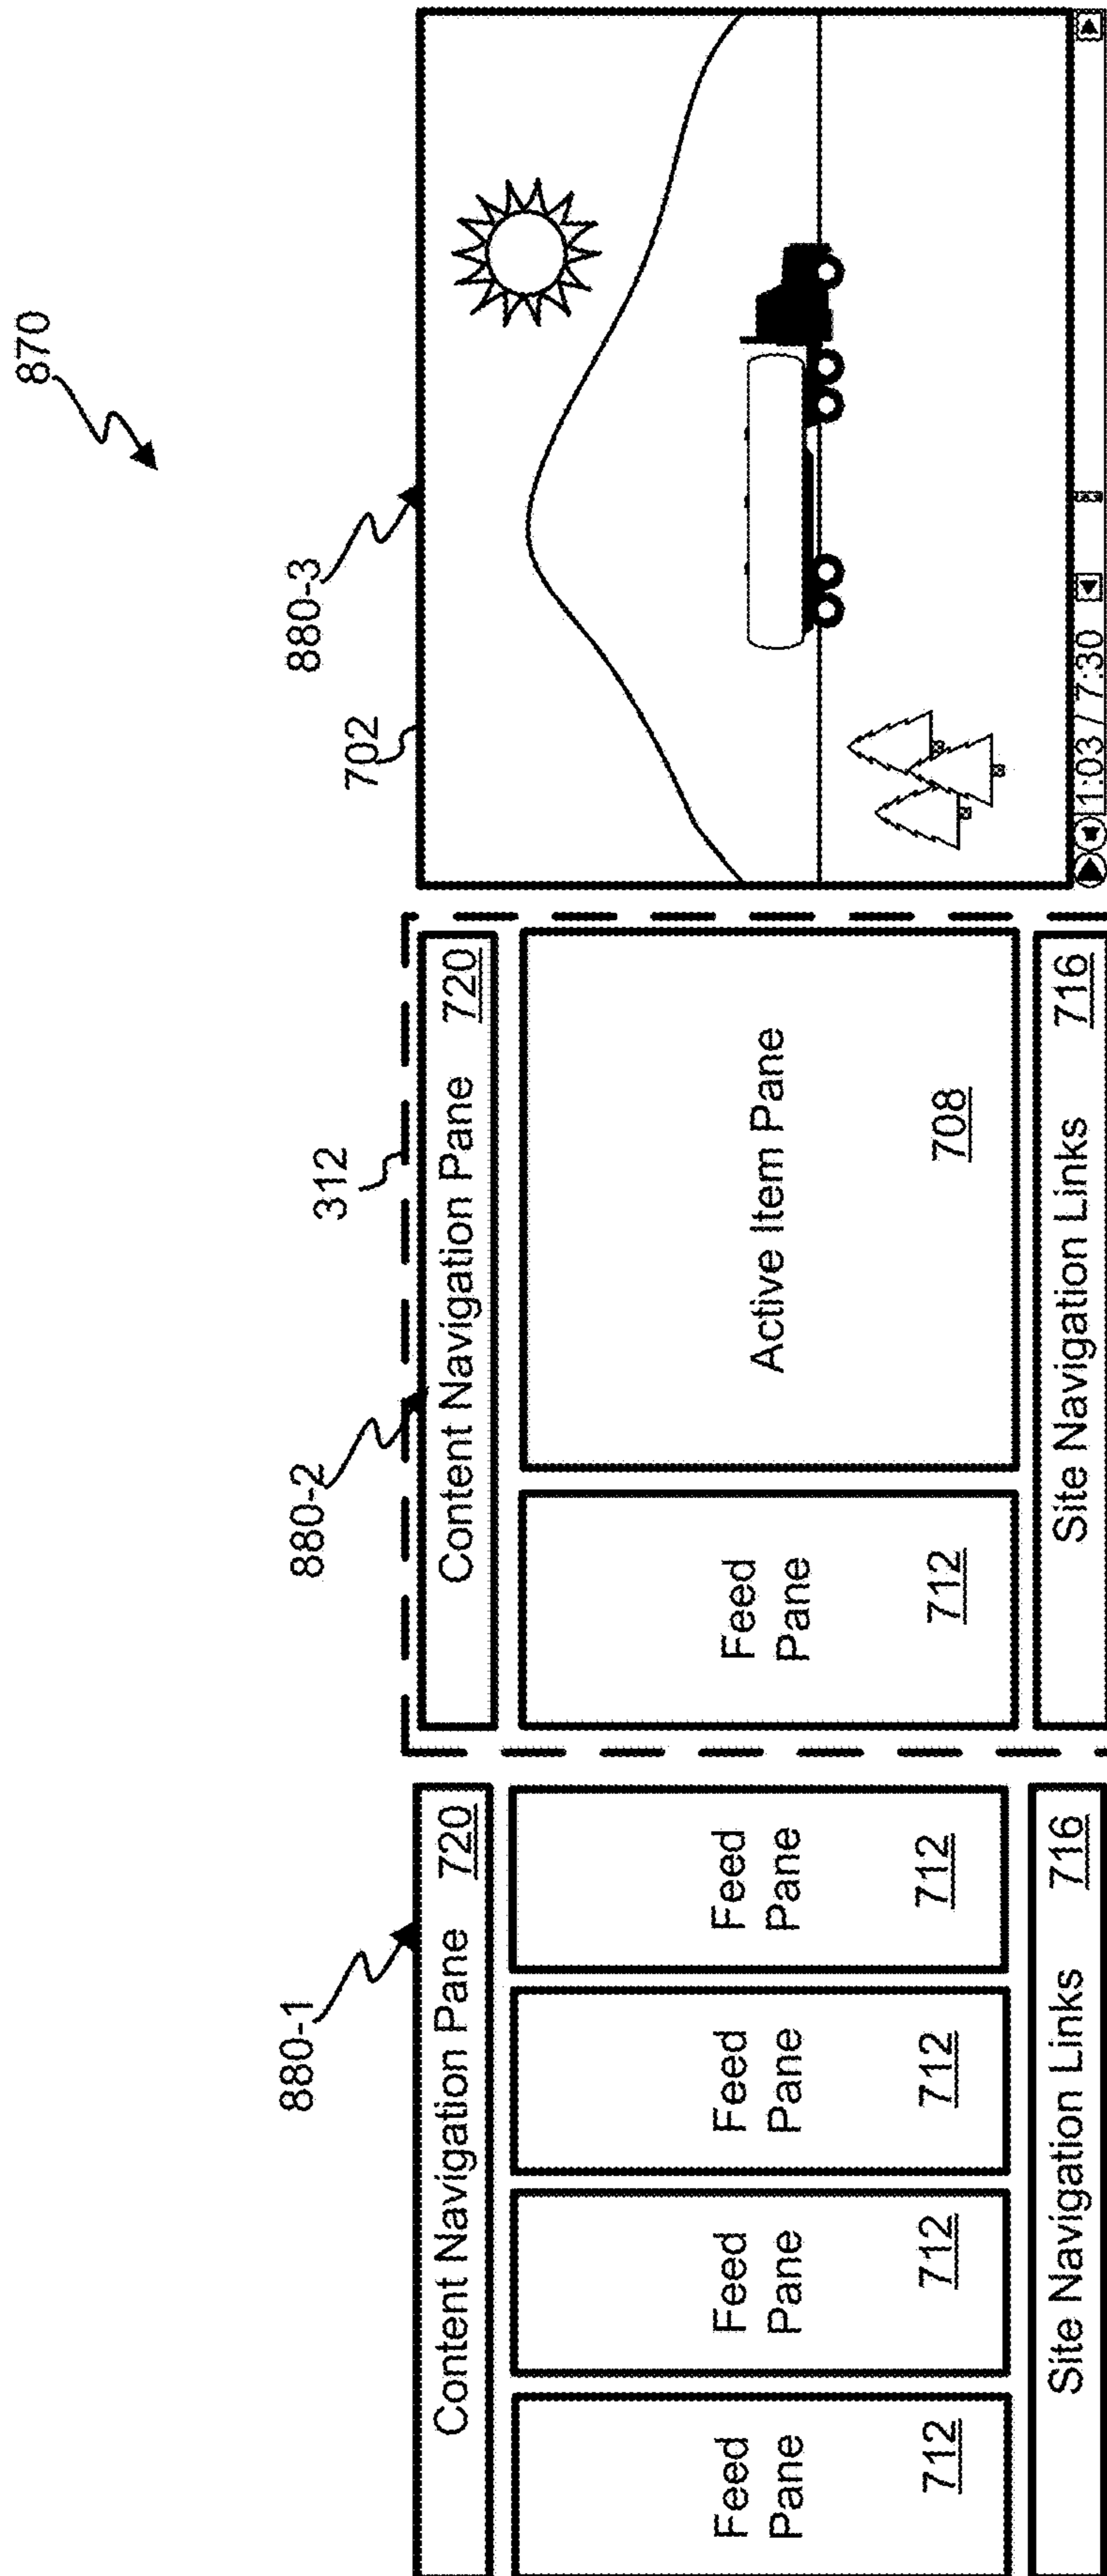 870
880-1
Content Navigation Pane 720
Feed
Pane
712
Feed
Pane
712
Feed
Pane
712
Feed
Pane
712
Site Navigation Links 716
880-2
312
Content Navigation Pane 720
Feed
Pane
712
Active Item Pane
708
Site Navigation Links 716
702
880-3
1:03 / 7:30